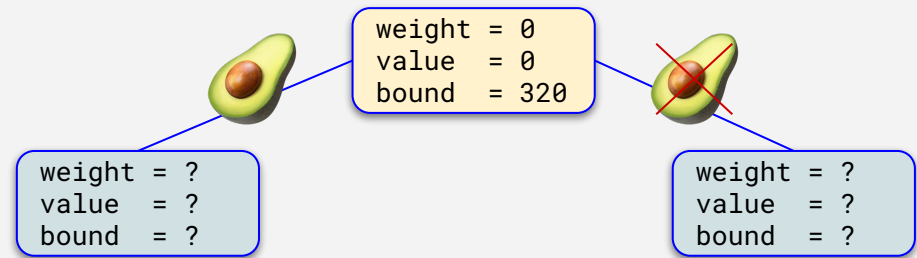 weight = 0
value  = 0
bound  = 320
weight = ?
value  = ?
bound  = ?
weight = ?
value  = ?
bound  = ?